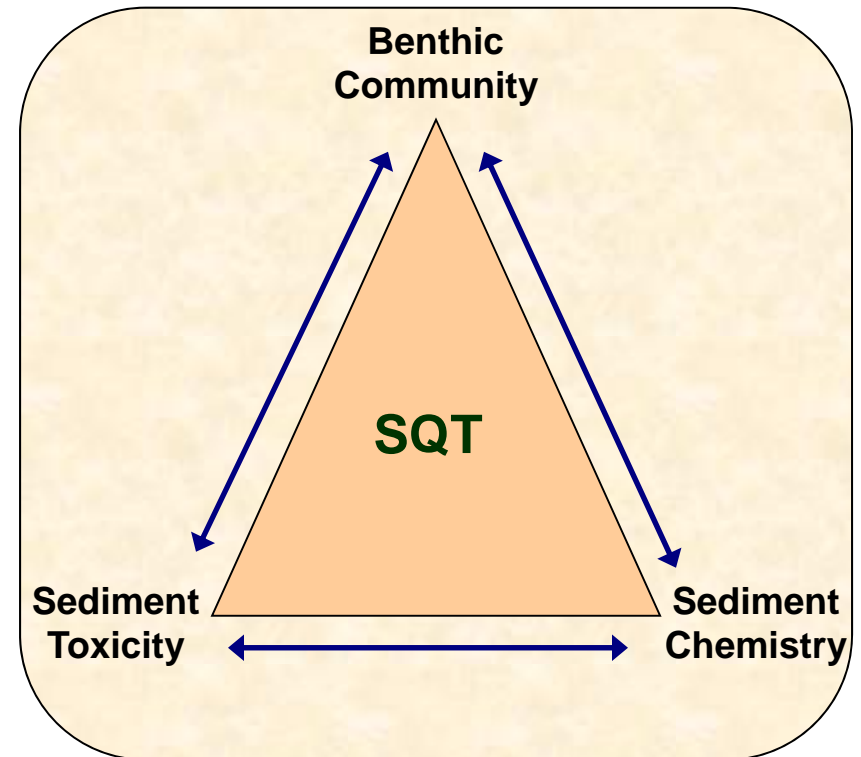 Benthic
Community
SQT
Sediment
Toxicity
Sediment
Chemistry